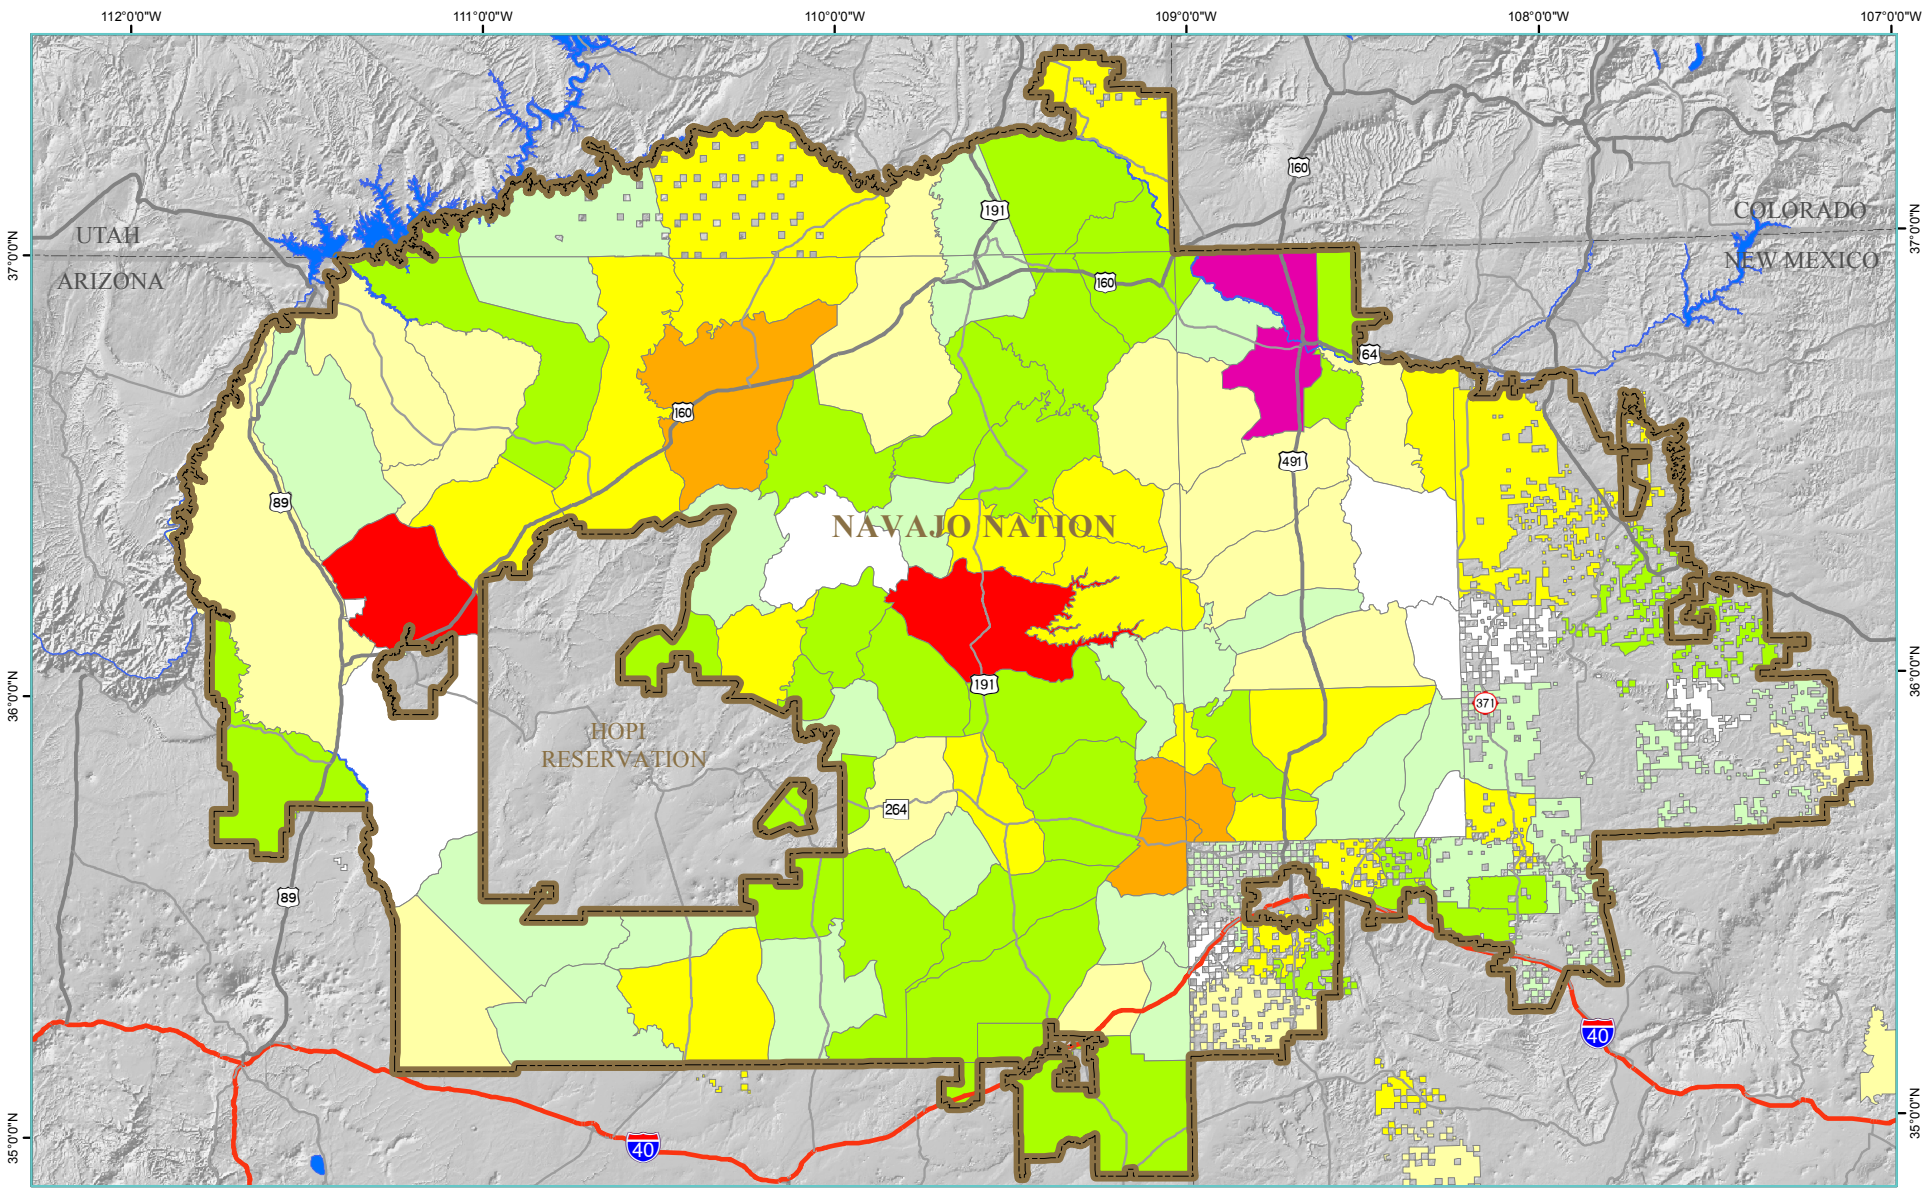 112°0'0"W 111°0'0"W 110°0'0"W 109°0'0"W 108°0'0"W 107°0'0"W
160
191
COLORADO
UTAH
37°0'0"N
37°0'0"N
NEW MEXICO
ARIZONA
160
64
160
491
89
NAVAJO NATION
191
36°0'0"N
36°0'0"N
371
HOPI
RESERVATION
264
89
40
35°0'0"N
35°0'0"N
40